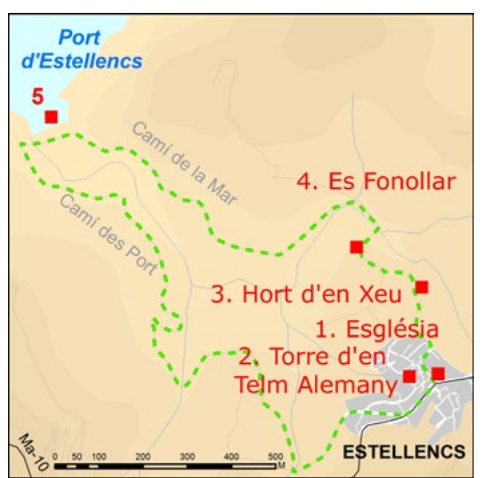 Port
d'Estellencs
5
Camí de la Mar
Camí des Port
4. Es Fonollar
3. Hort d'en Xeu
1. Església
2. Torre d'en
Telm Alemany
ESTELLENCS
Ma-10
0 50 100 200 300 400 500
M